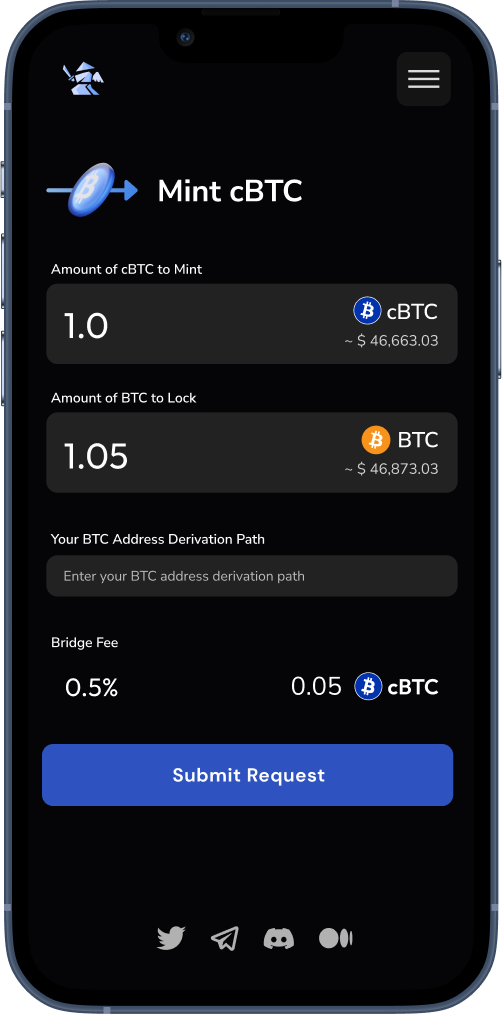 Mint cBTC
Amount of cBTC to Mint
1.0
cBTC
~ $ 46,663.03
Amount of BTC to Lock
1.05
BTC
~ $ 46,873.03
Your BTC Address Derivation Path
Enter your BTC address derivation path
Bridge Fee
0.5% 0.05 cBTC
Submit Request